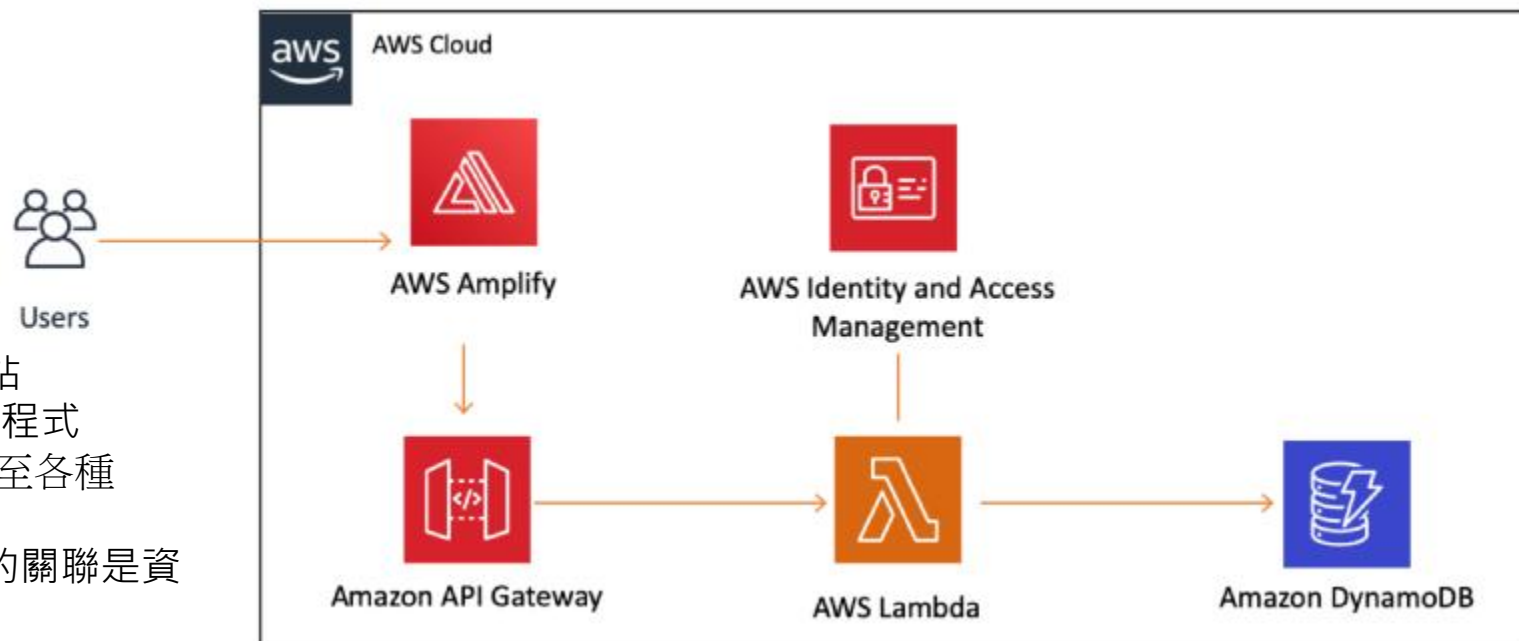 aws
AWS Cloud
AWS Amplify
AWS Identity and Access
Management
Users
站
程式
至各種
的關聯是資
</>
Amazon API Gateway
AWS Lambda
Amazon DynamoDB